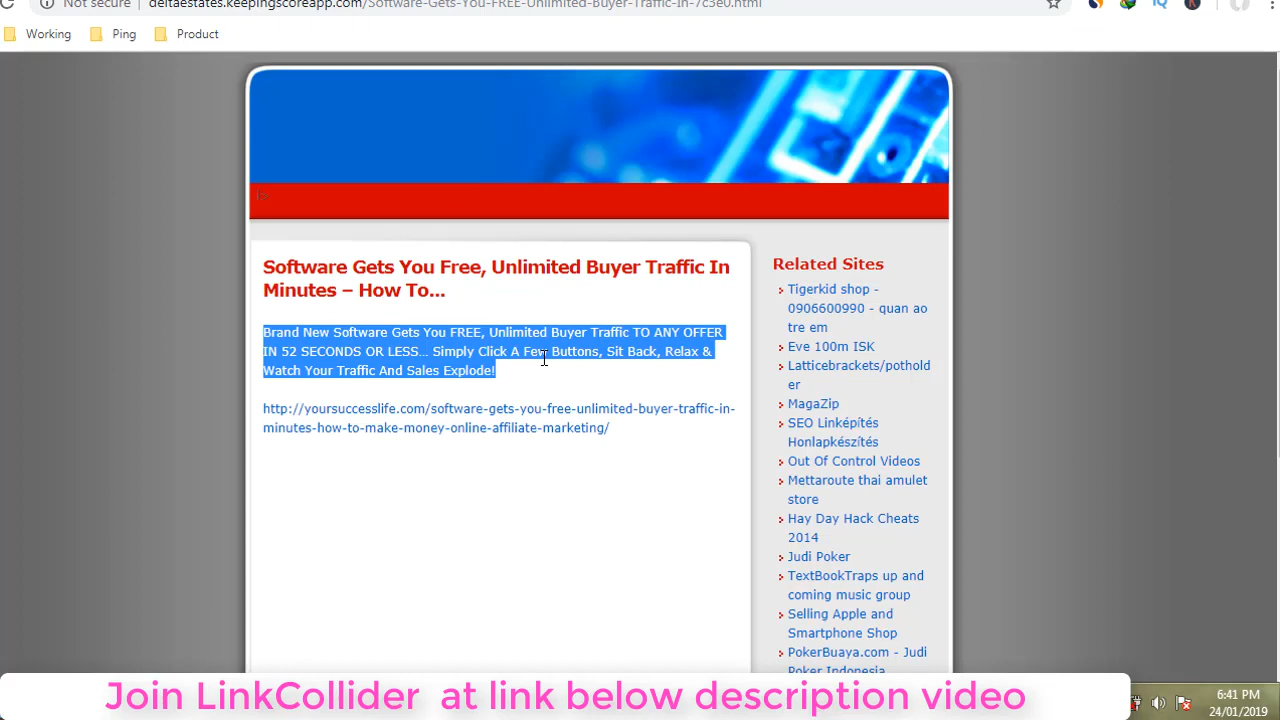 Not secure deltaestates.keepingscoreapp.com/Software-Gets-You-FREE-Unlimited-Buyer-Traffic-In-7c3e0.html
Working Ping Product
Software Gets You Free, Unlimited Buyer Traffic In
Minutes – How To...
Brand New Software Gets You FREE, Unlimited Buyer Traffic TO ANY OFFER
IN 52 SECONDS OR LESS... Simply Click A Few Buttons, Sit Back, Relax &
Watch Your Traffic And Sales Explode!
http://yoursuccesslife.com/software-gets-you-free-unlimited-buyer-traffic-in-
minutes-how-to-make-money-online-affiliate-marketing/
Related Sites
Tigerkid shop -
0906600990 - quan ao
tre em
Eve 100m ISK
Latticebrackets/pothold
er
MagaZip
SEO Linképítés
Honlapkészítés
Out Of Control Videos
Mettaroute thai amulet
store
Hay Day Hack Cheats
2014
Judi Poker
TextBookTraps up and
coming music group
Selling Apple and
Smartphone Shop
PokerBuaya.com - Judi
Poker Indonesia
Join LinkCollider at link below description video
6:41 PM
24/01/2019